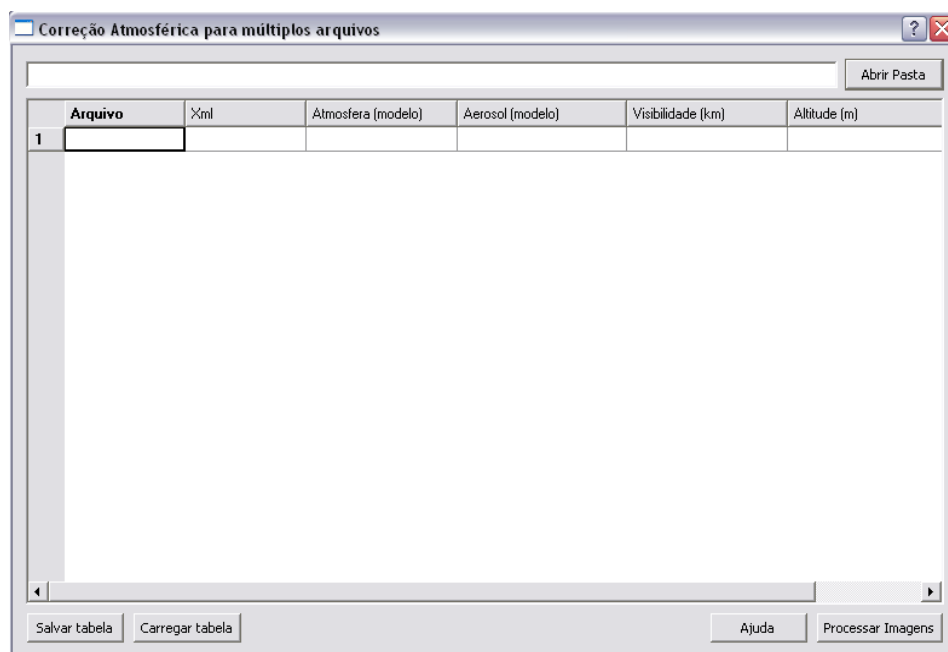 Correção Atmosférica para múltiplos arquivos
Abrir Pasta
Arquivo Xml Atmosfera (modelo) Aerosol (modelo) Visibilidade (km) Altitude (m)
1
Salvar tabela Carregar tabela Ajuda Processar Imagens